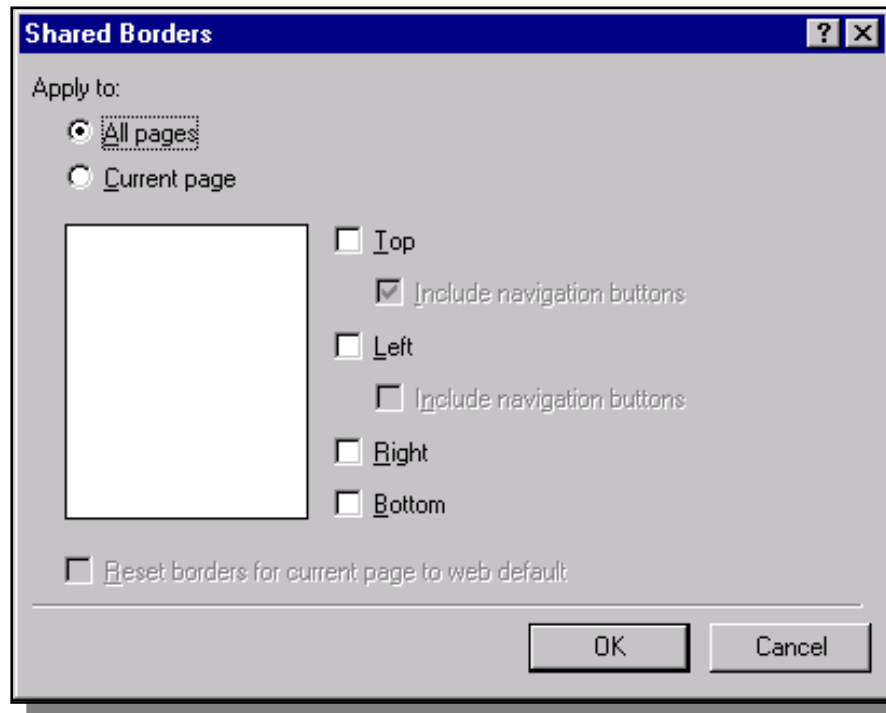 Shared Borders
Apply to:
All pages
Current page
Top
Include navigation buttons
Left
Include navigation buttons
Right
Bottom
Reset borders for current page to web default
OK Cancel